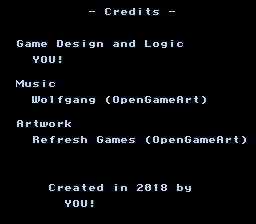 - Credits -
Game Design and Logic
YOU!
Music
Wolfgang (OpenGameArt)
Artwork
Refresh Games (OpenGameArt)
Created in 2018 by
YOU!